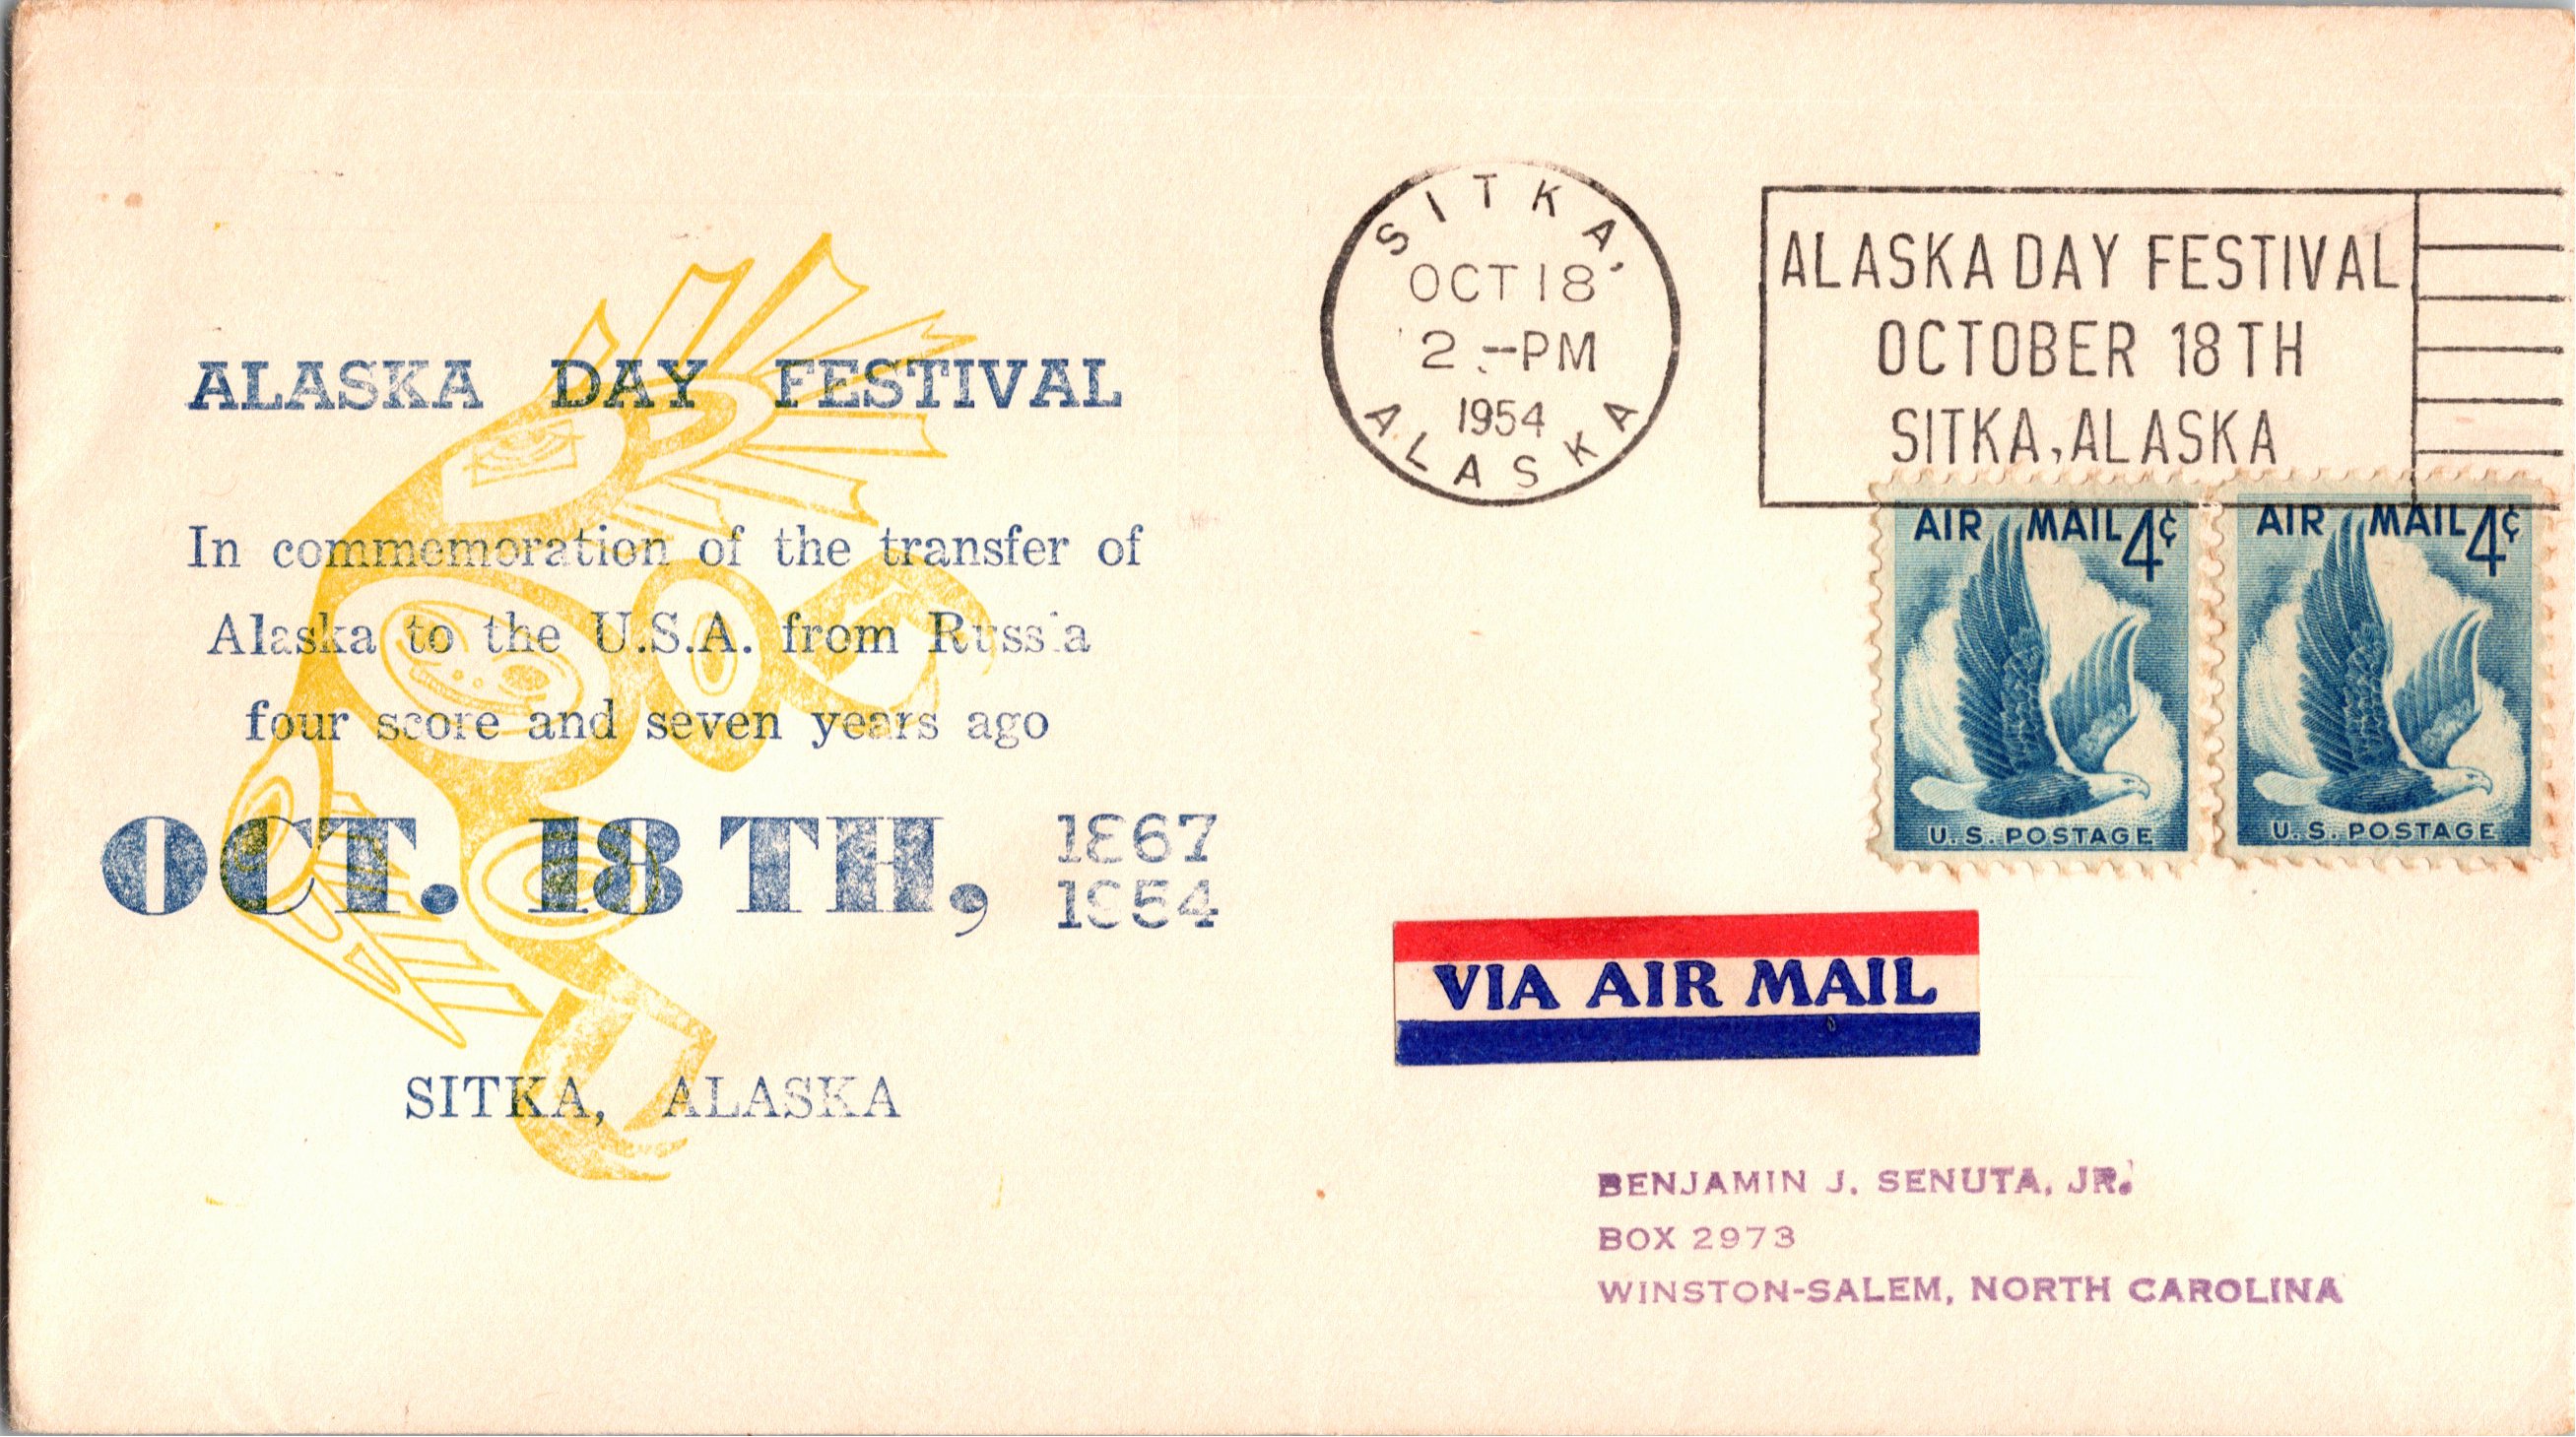 ALASKA DAY FESTIVAL
In commemoration of the transfer of
Alaska to the U.S.A. from Russia
four score and seven years ago
OCT. 18 TH, 1867
1954
SITKA, ALASKA
SITKA,
OCT 18
2 -PM
1954
ALASKA
ALASKA DAY FESTIVAL
OCTOBER 18TH
SITKA, ALASKA
AIR MAIL 4¢
U.S. POSTAGE
AIR MAIL 4¢
U.S. POSTAGE
VIA AIR MAIL
BENJAMIN J. SENUTA, JR.
BOX 2973
WINSTON-SALEM, NORTH CAROLINA